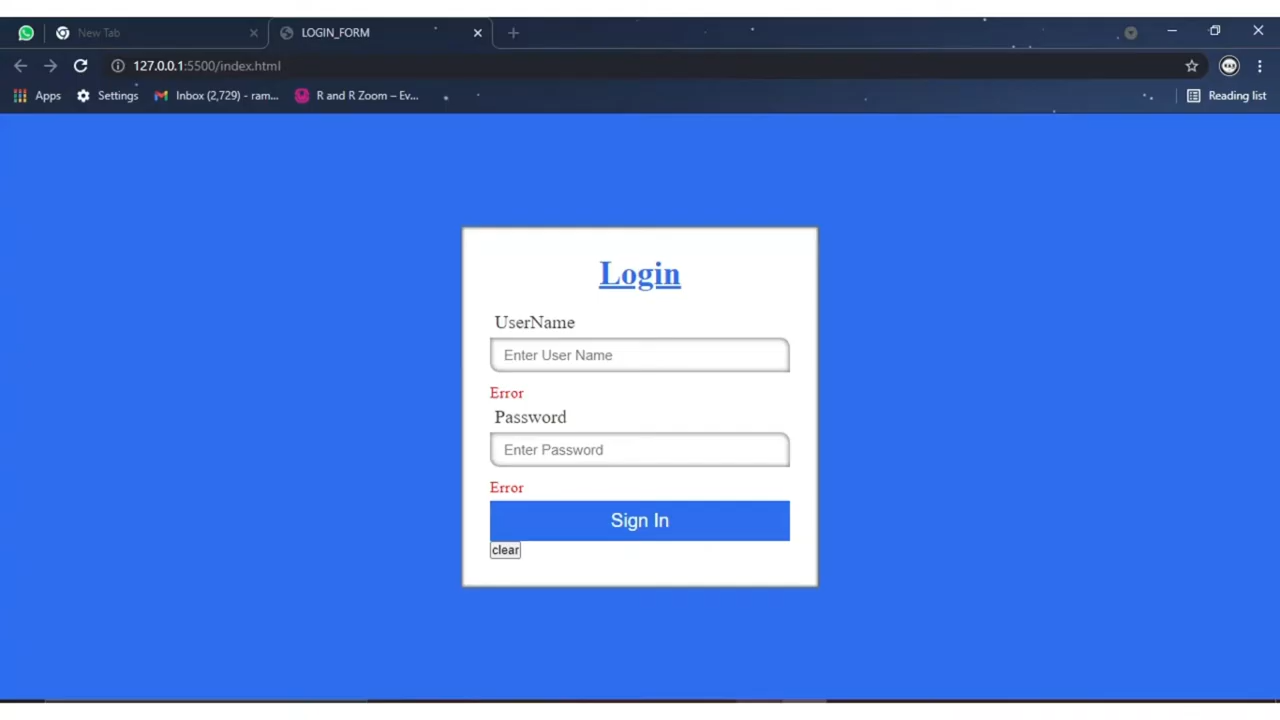 New Tab
LOGIN_FORM
127.0.0.1:5500/index.html
Apps Settings Inbox (2,729) - ram... R and R Zoom – Ev... Reading list
Login
UserName
Enter User Name
Error
Password
Enter Password
Error
Sign In
clear